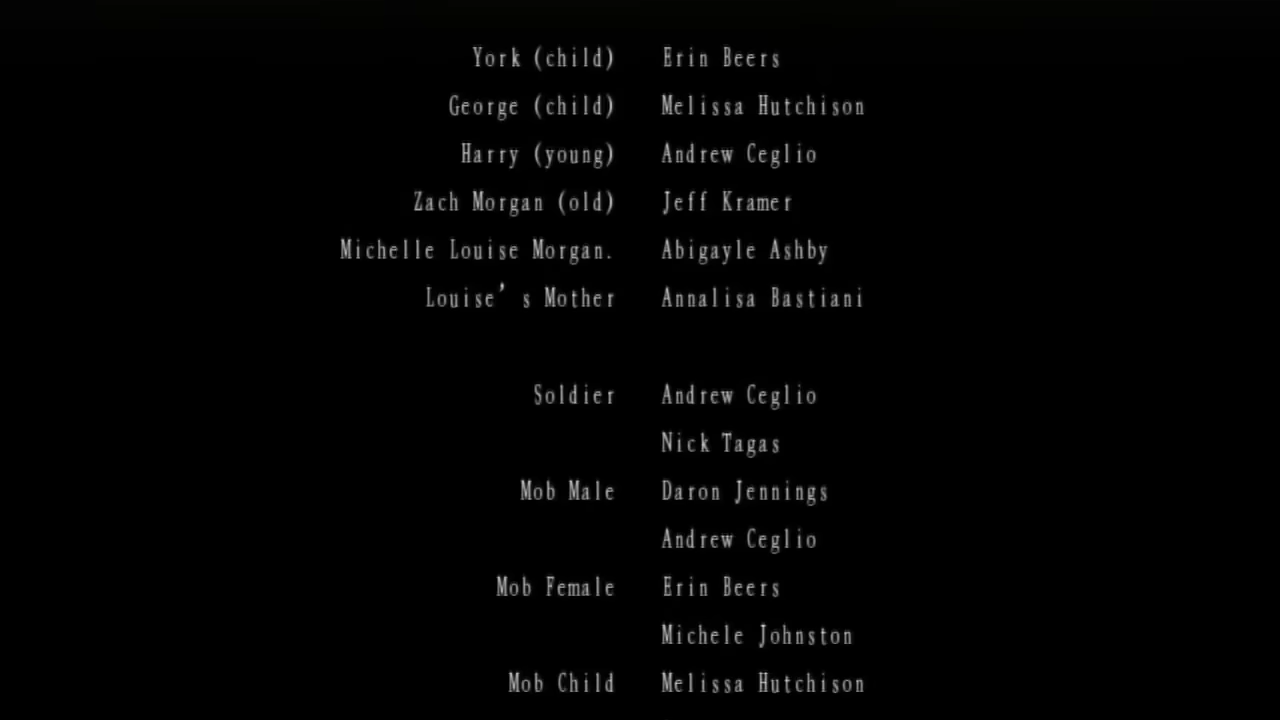 York (child) Erin Beers
George (child) Melissa Hutchison
Harry (young) Andrew Ceglio
Zach Morgan (old) Jeff Kramer
Michelle Louise Morgan. Abigayle Ashby
Louise’s Mother Annalisa Bastiani
Soldier Andrew Ceglio
Nick Tagas
Mob Male Daron Jennings
Andrew Ceglio
Mob Female Erin Beers
Michele Johnston
Mob Child Melissa Hutchison